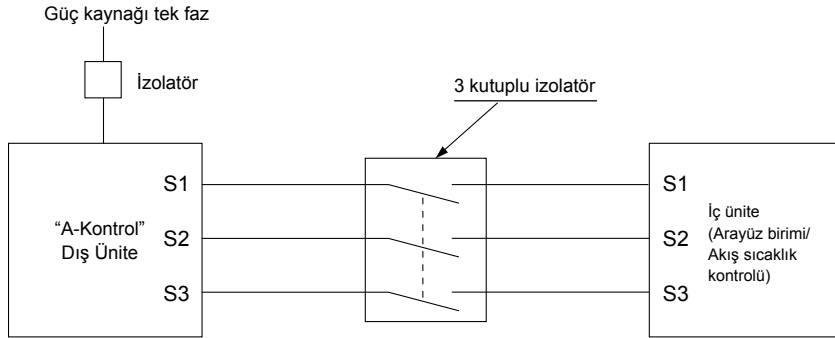 Güç kaynağı tek faz
İzolatör
3 kutuplu izolatör
S1
S1
“A-Kontrol”
Dış Ünite
S2
S2
İç ünite
(Arayüz birimi/
Akış sıcaklık
kontrolü)
S3
S3